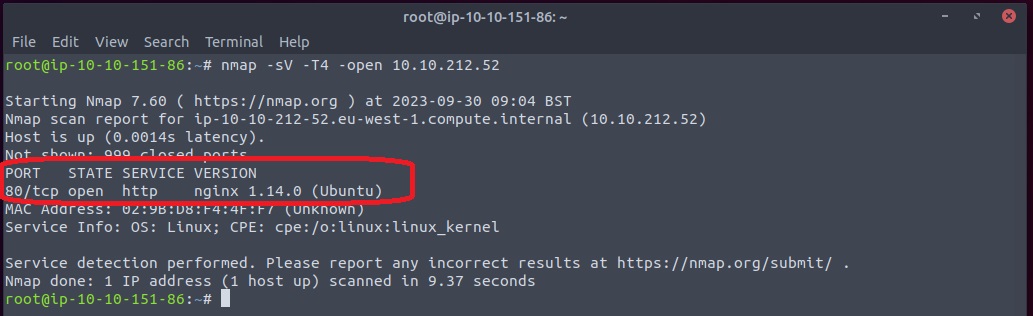 root@ip-10-10-151-86: ~
File Edit View Search Terminal Help
root@ip-10-10-151-86:~# nmap -sV -T4 -open 10.10.212.52
Starting Nmap 7.60 ( https://nmap.org ) at 2023-09-30 09:04 BST
Nmap scan report for ip-10-10-212-52.eu-west-1.compute.internal (10.10.212.52)
Host is up (0.0014s latency).
Not shown: 999 closed ports
PORT   STATE SERVICE VERSION
80/tcp open  http    nginx 1.14.0 (Ubuntu)
MAC Address: 02:9B:D8:F4:4F:F7 (Unknown)
Service Info: OS: Linux; CPE: cpe:/o:linux:linux_kernel
Service detection performed. Please report any incorrect results at https://nmap.org/submit/ .
Nmap done: 1 IP address (1 host up) scanned in 9.37 seconds
root@ip-10-10-151-86:~#